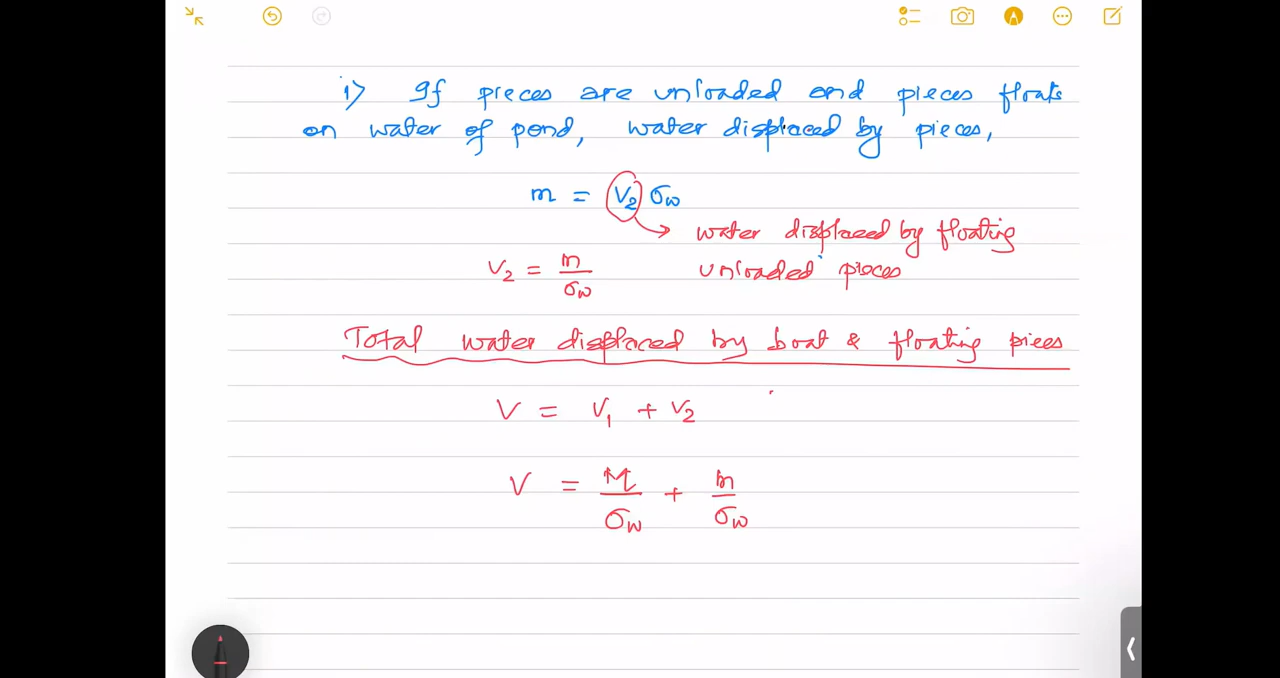 i) If pieces are unloaded and pieces floats
on water of pond, water displaced by pieces,
m = V₂ σw
→ water displaced by floating
unloaded pieces
V₂ = m/σw
Total water displaced by boat & floating pieces
V = V₁ + V₂
V = M/σw + m/σw